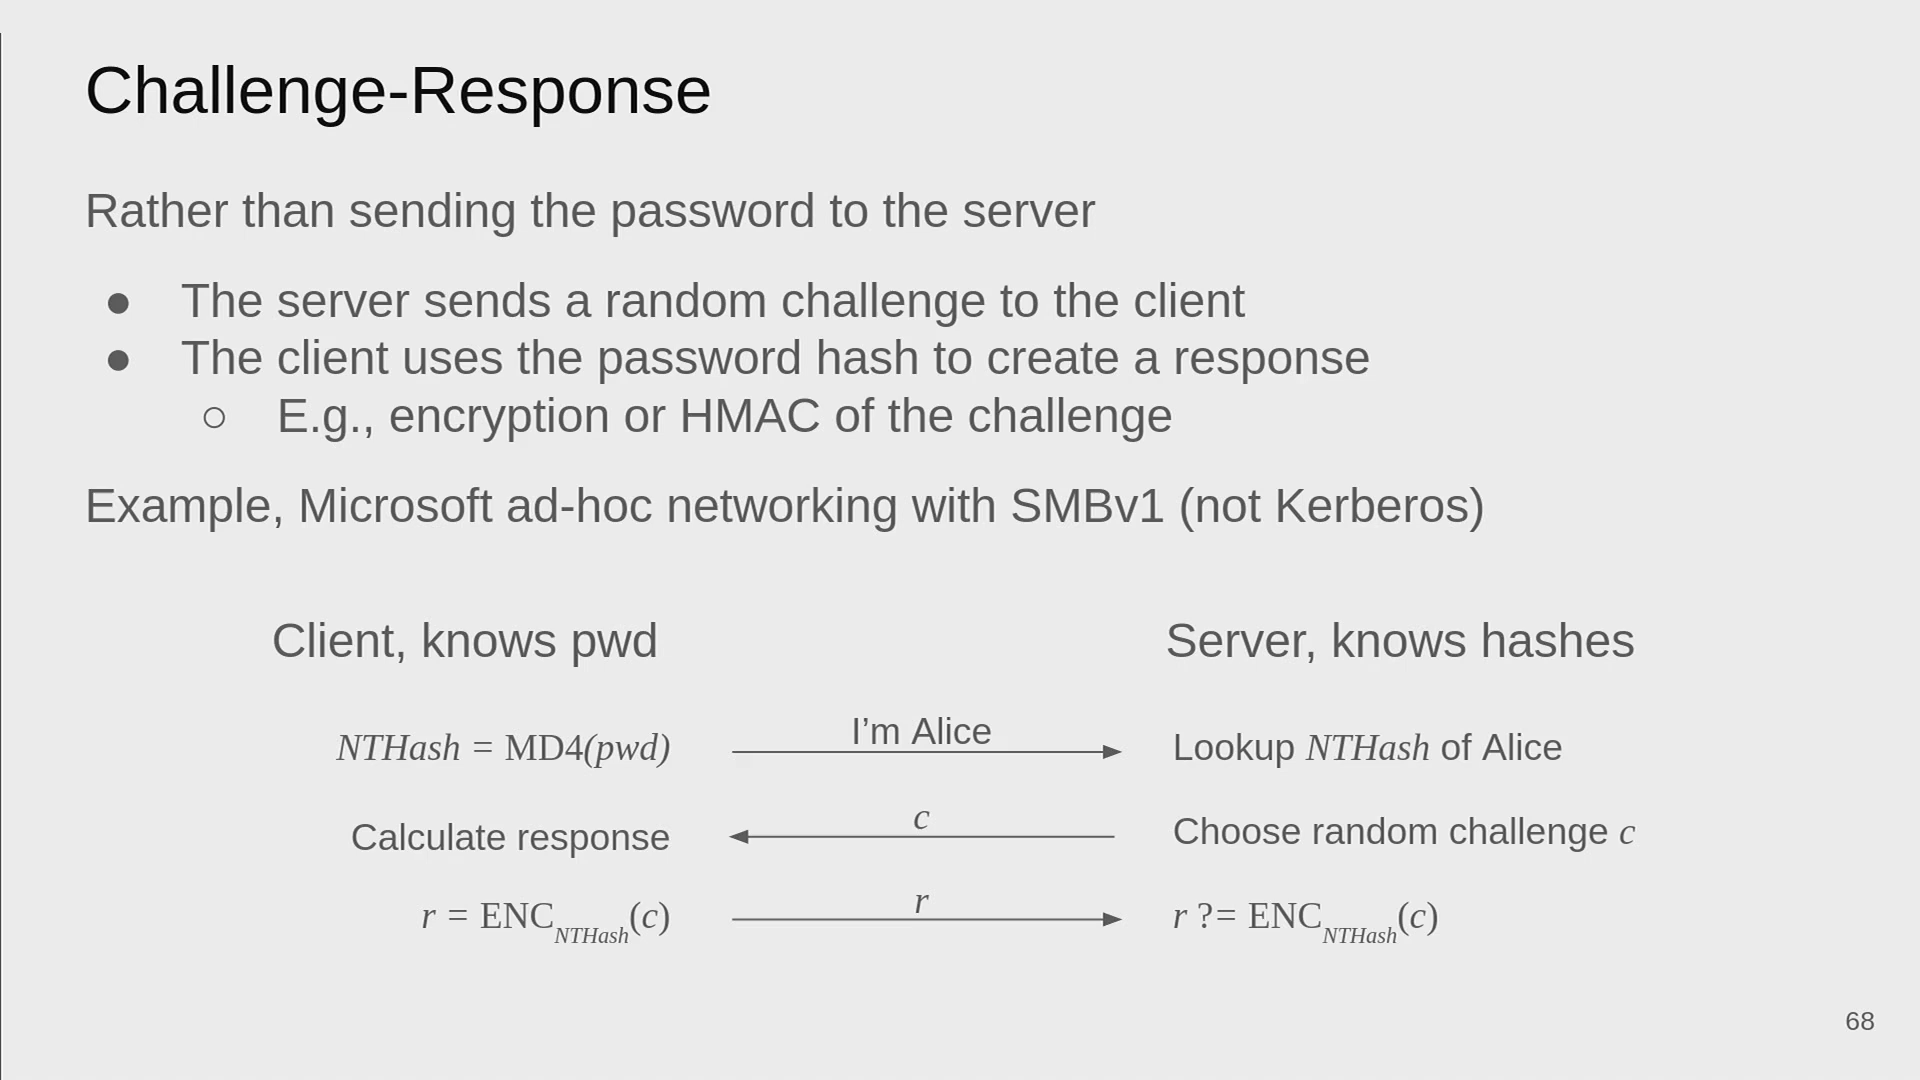 Challenge-Response
Rather than sending the password to the server
● The server sends a random challenge to the client
● The client uses the password hash to create a response
○ E.g., encryption or HMAC of the challenge
Example, Microsoft ad-hoc networking with SMBv1 (not Kerberos)
Client, knows pwd
Server, knows hashes
NTHash = MD4(pwd)
I’m Alice
Lookup NTHash of Alice
Calculate response
c
Choose random challenge c
r = ENC_NTHash(c)
r
r ?= ENC_NTHash(c)
68